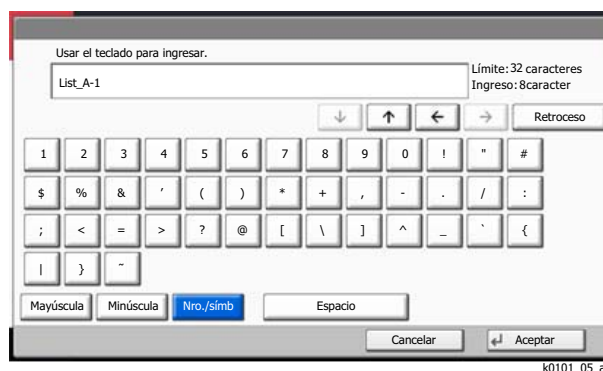 Usar el teclado para ingresar.
List_A-1
Límite: 32 caracteres
Ingreso: 8caracter
↓ ↑ ← → Retroceso
1 2 3 4 5 6 7 8 9 0 ! " #
$ % & ' ( ) * + , - . / :
; < = > ? @ [ \ ] ^ _ ` {
| } ~
Mayúscula Minúscula Nro./símb Espacio
Cancelar Aceptar
k0101_05_a